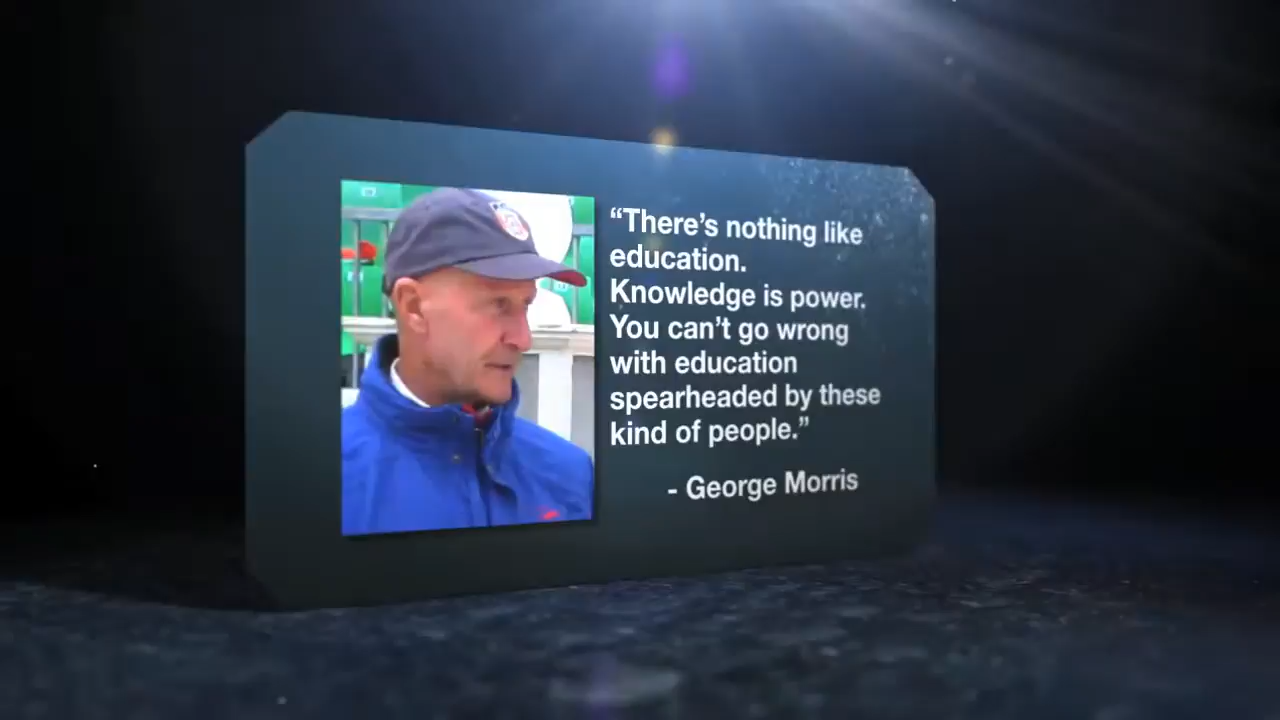 “There’s nothing like
education.
Knowledge is power.
You can’t go wrong
with education
spearheaded by these
kind of people.”
- George Morris